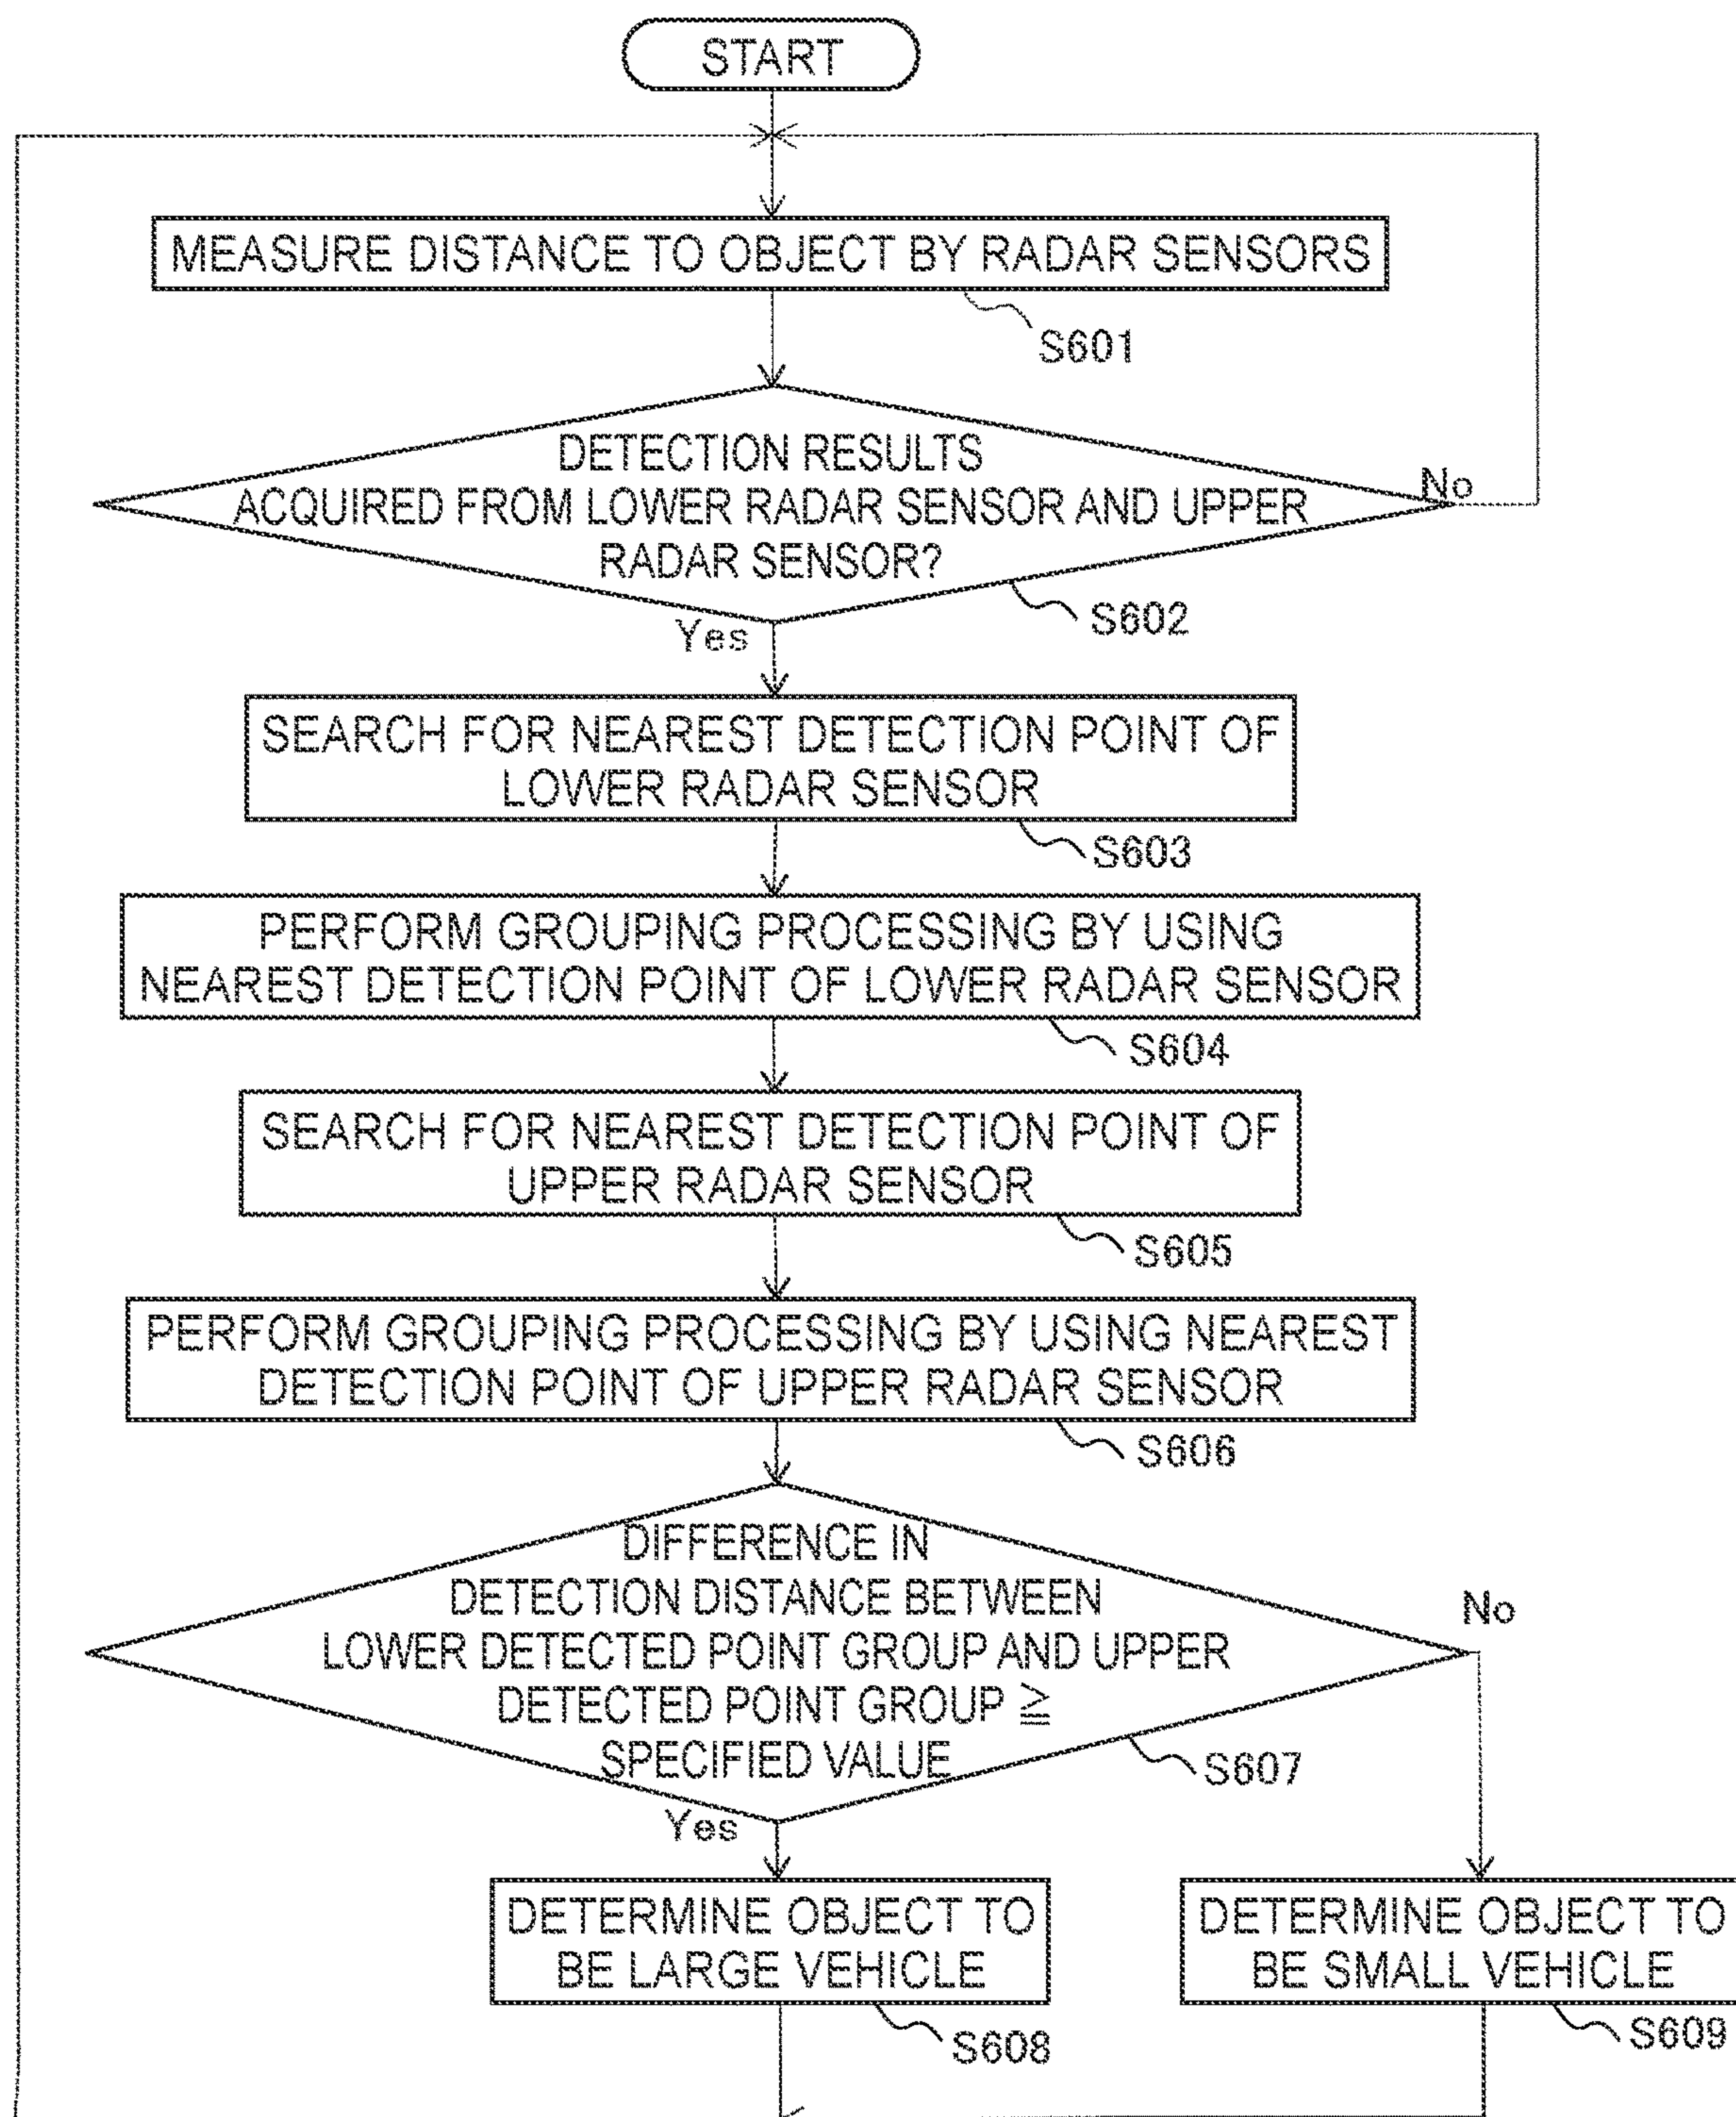 START
MEASURE DISTANCE TO OBJECT BY RADAR SENSORS
S601
DETECTION RESULTS
ACQUIRED FROM LOWER RADAR SENSOR AND UPPER
RADAR SENSOR?
No
S602
Yes
SEARCH FOR NEAREST DETECTION POINT OF
LOWER RADAR SENSOR
S603
PERFORM GROUPING PROCESSING BY USING
NEAREST DETECTION POINT OF LOWER RADAR SENSOR
S604
SEARCH FOR NEAREST DETECTION POINT OF
UPPER RADAR SENSOR
S605
PERFORM GROUPING PROCESSING BY USING NEAREST
DETECTION POINT OF UPPER RADAR SENSOR
S606
DIFFERENCE IN
DETECTION DISTANCE BETWEEN
LOWER DETECTED POINT GROUP AND UPPER
DETECTED POINT GROUP ≧
SPECIFIED VALUE
No
S607
Yes
DETERMINE OBJECT TO
BE LARGE VEHICLE
S608
DETERMINE OBJECT TO
BE SMALL VEHICLE
S609